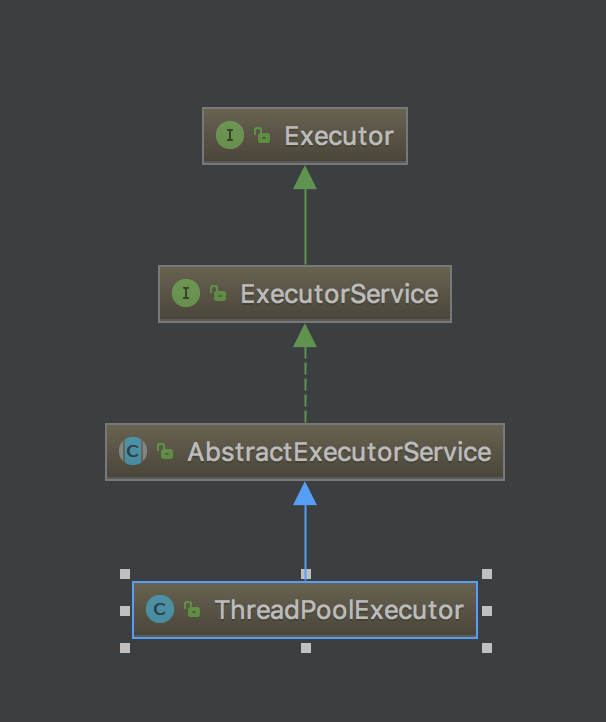 I Executor
I ExecutorService
C AbstractExecutorService
C ThreadPoolExecutor